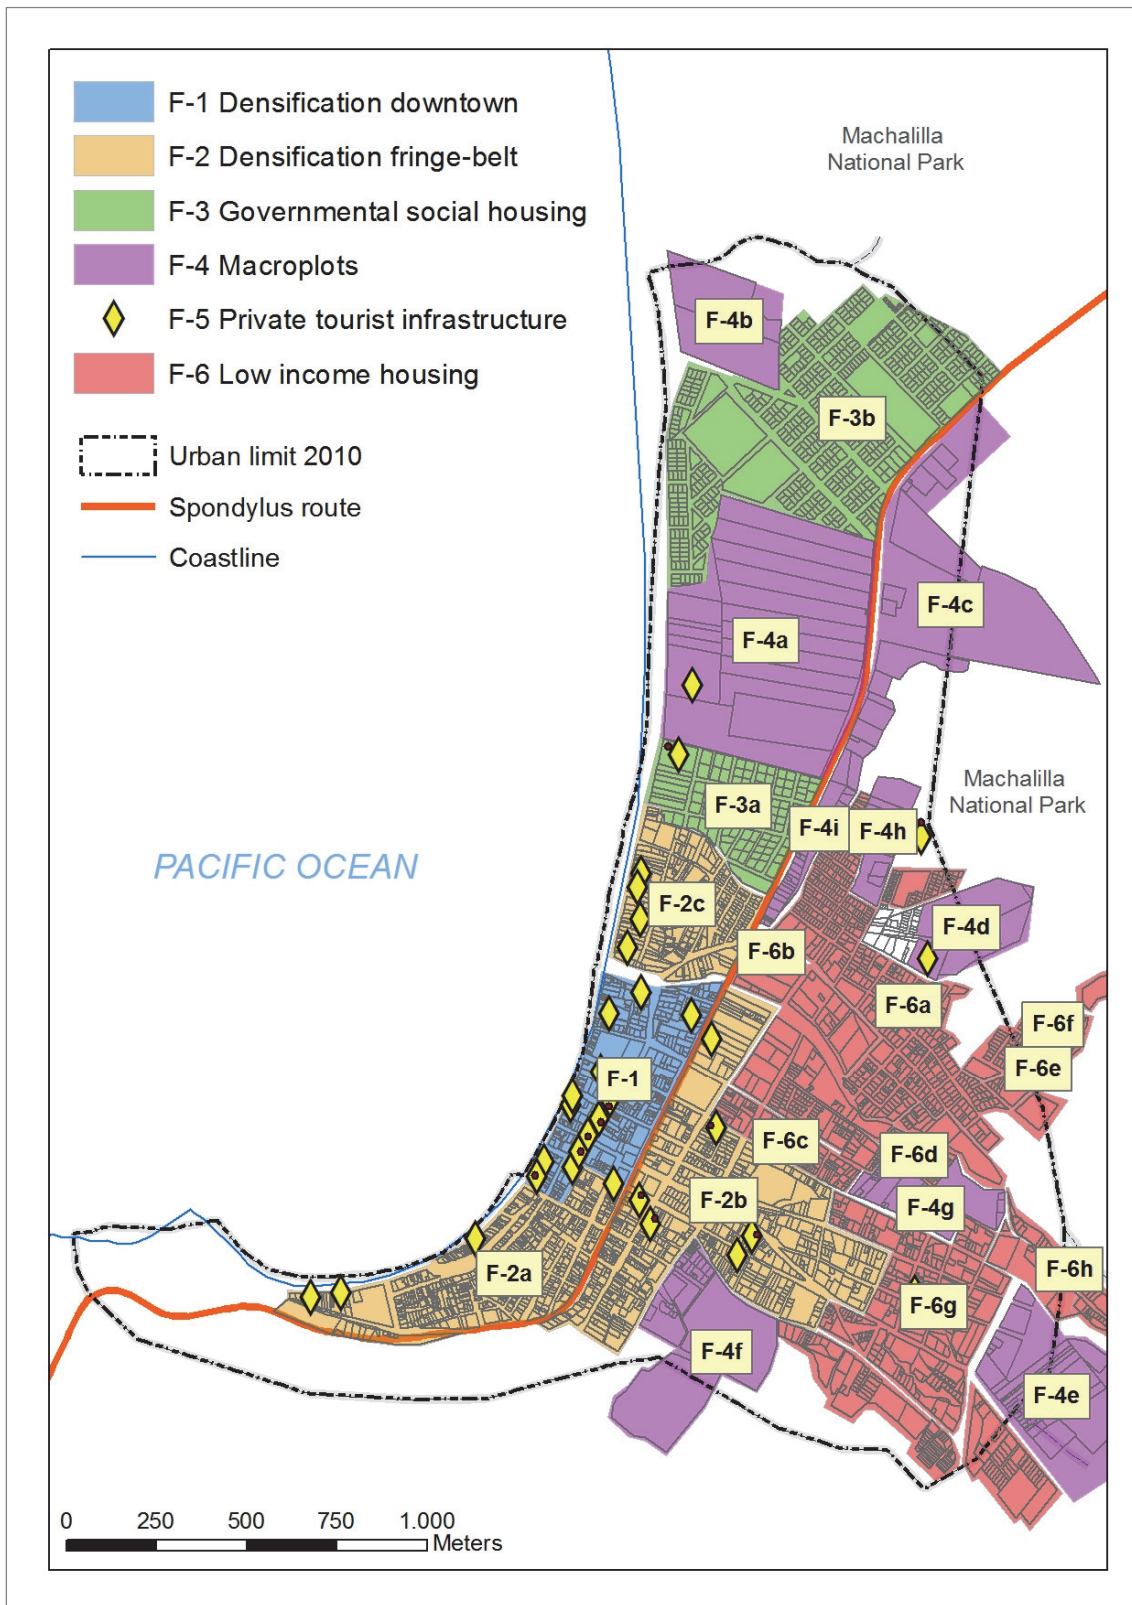 F-1 Densification downtown
F-2 Densification fringe-belt
F-3 Governmental social housing
F-4 Macroplots
F-5 Private tourist infrastructure
F-6 Low income housing
Urban limit 2010
Spondylus route
Coastline
Machalilla
National Park
F-4b
F-3b
F-4c
F-4a
Machalilla
National Park
F-3a
F-4i
F-4h
PACIFIC OCEAN
F-2c
F-4d
F-6b
F-6a
F-6f
F-6e
F-1
F-6c
F-6d
F-2b
F-4g
F-2a
F-6h
F-6g
F-4f
F-4e
0 250 500 750 1.000
Meters